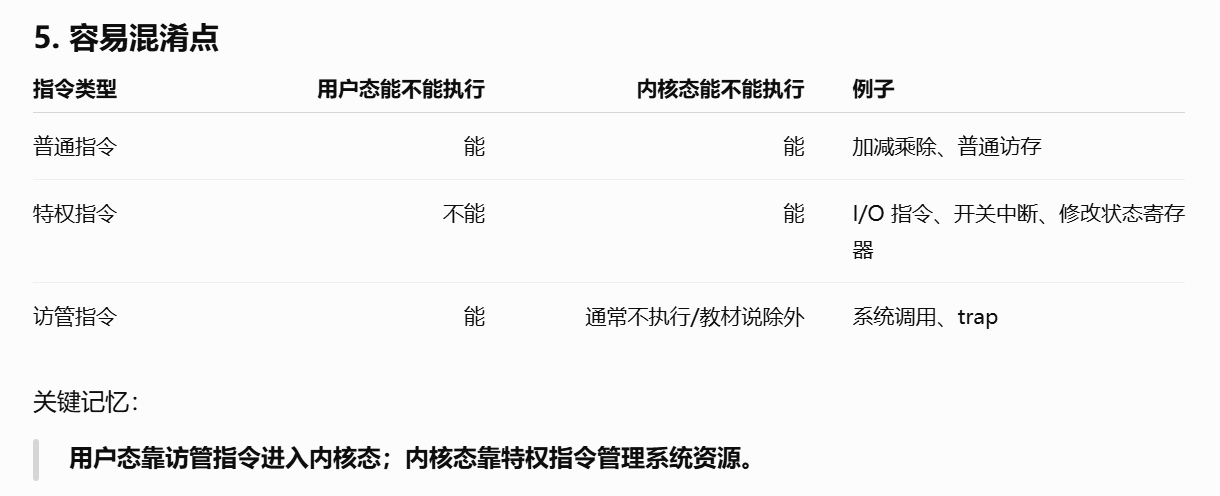 5. 容易混淆点
指令类型 用户态能不能执行 内核态能不能执行 例子
普通指令 能 能 加减乘除、普通访存
特权指令 不能 能 I/O 指令、开关中断、修改状态寄存
器
访管指令 能 通常不执行/教材说除外 系统调用、trap
关键记忆：
用户态靠访管指令进入内核态；内核态靠特权指令管理系统资源。